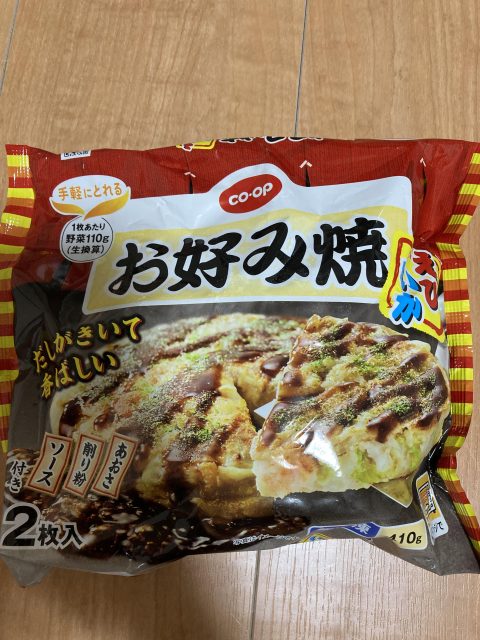 手軽にとれる
1枚あたり
野菜110g
(生換算)
CO·OP
お好み焼
えび
いか
だしがきいて
香ばしい
あおさ
削り粉
ソース
付き
2枚入
410g